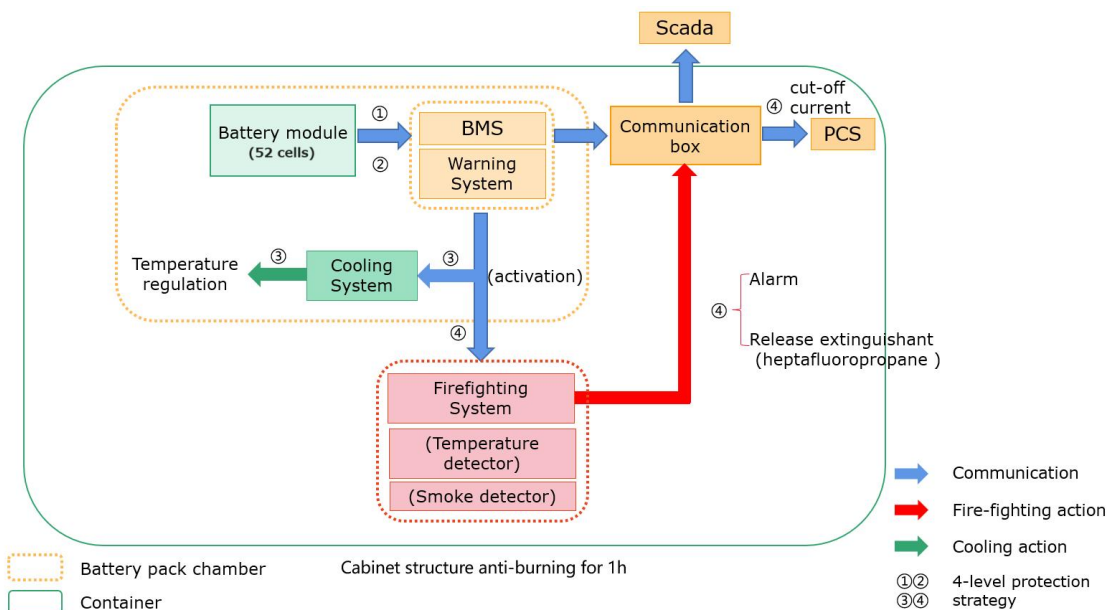 Scada
④
cut-off
current
PCS
Communication
box
Battery module
(52 cells)
①
②
BMS
Warning
System
Temperature
regulation
③
Cooling
System
③
(activation)
④
④
Alarm
Release extinguishant
(heptafluoropropane )
Firefighting
System
(Temperature
detector)
(Smoke detector)
Cabinet structure anti-burning for 1h
Battery pack chamber
Container
Communication
Fire-fighting action
Cooling action
①② 4-level protection
③④ strategy